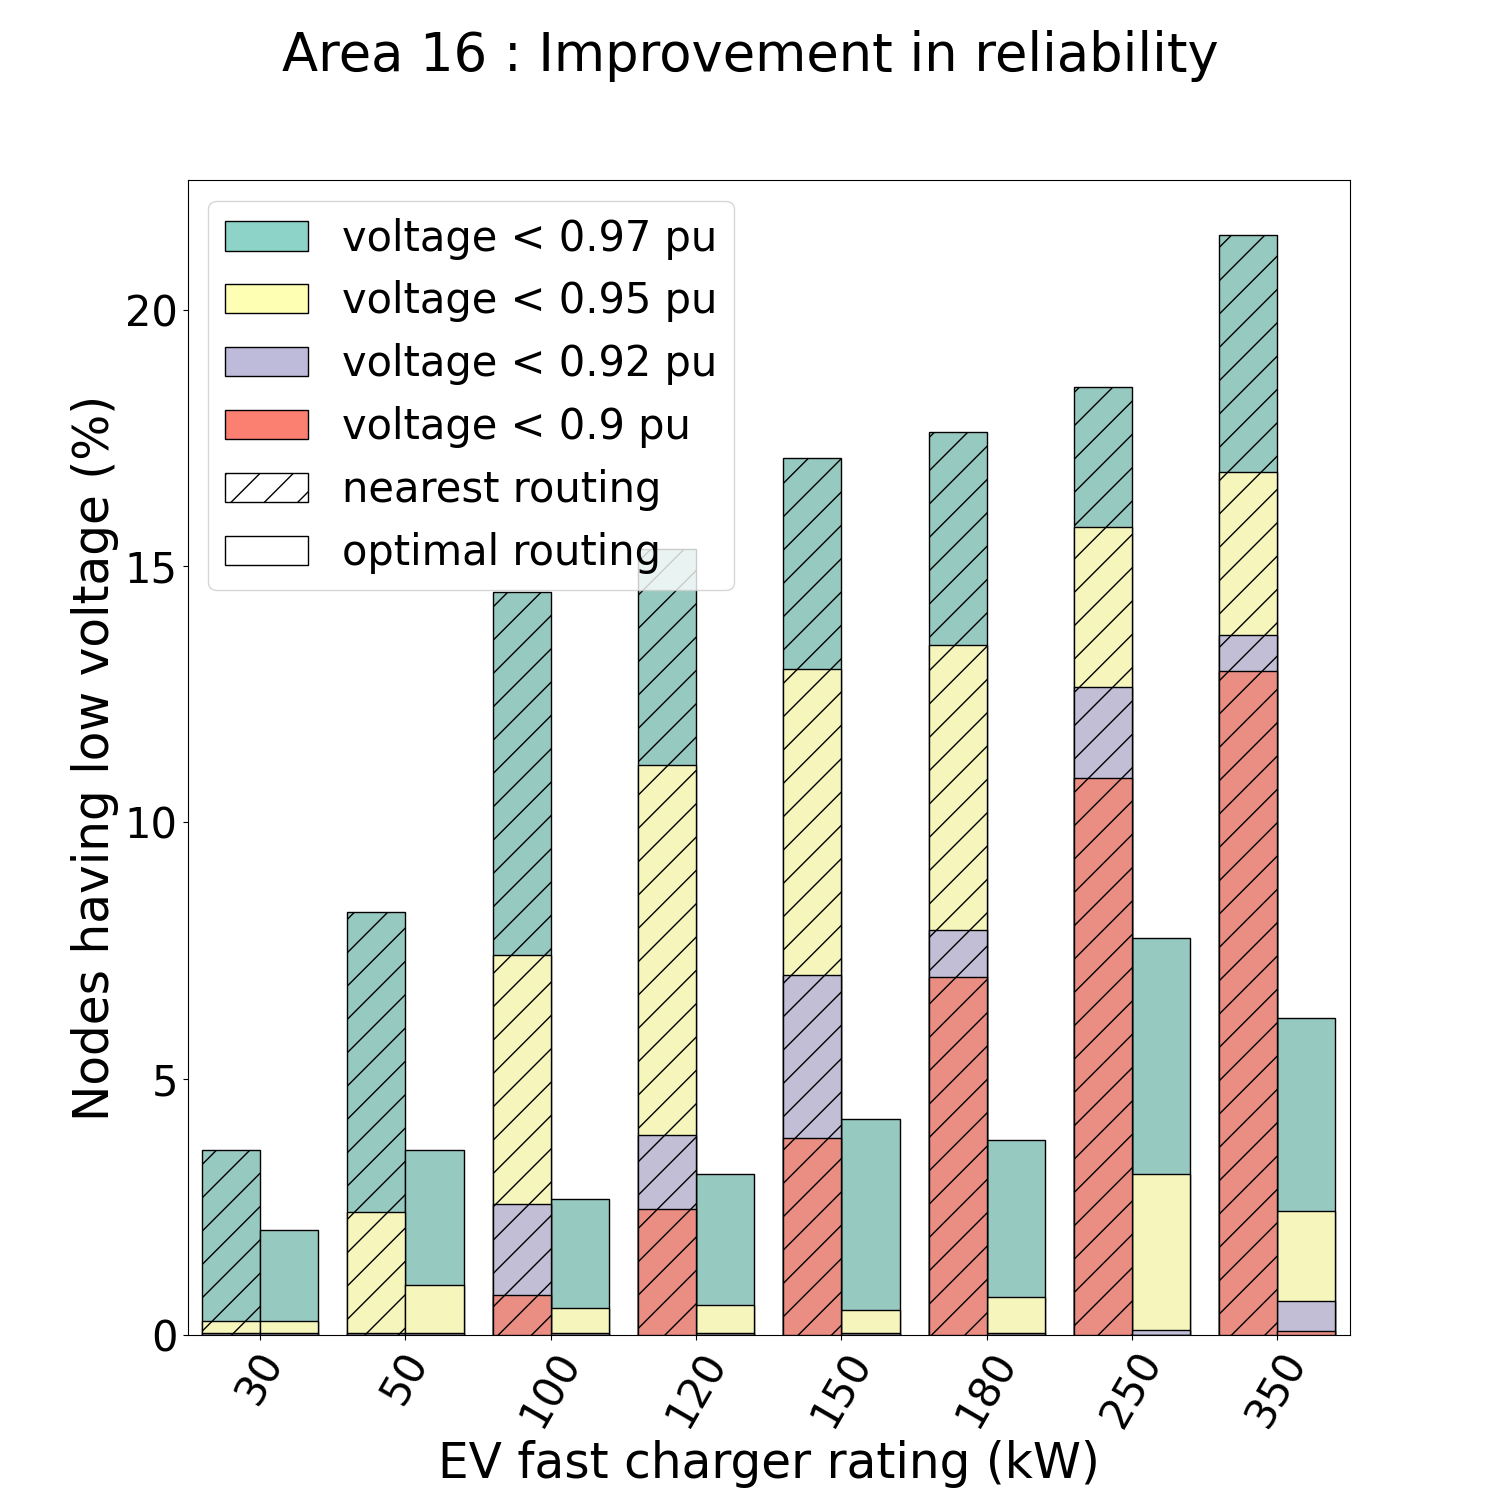 Area 16 : Improvement in reliability
voltage < 0.97 pu
voltage < 0.95 pu
voltage < 0.92 pu
voltage < 0.9 pu
nearest routing
optimal routing
Nodes having low voltage (%)
20
15
10
5
0
30 50 100 120 150 180 250 350
EV fast charger rating (kW)